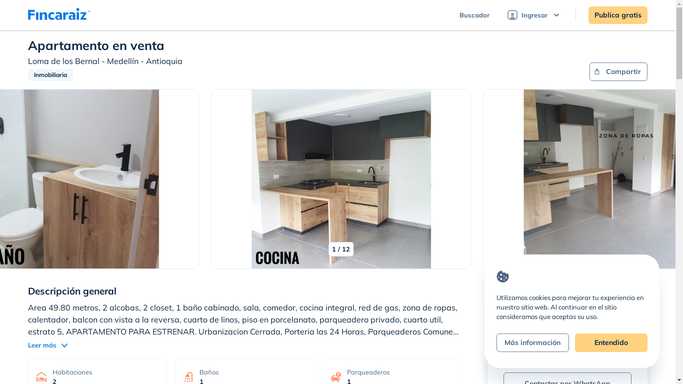 Fincaraiz
Buscador
Ingresar
Publica gratis
Apartamento en venta
Loma de los Bernal - Medellín - Antioquia
Inmobiliaria
Compartir
AÑO
COCINA
1 / 12
ZONA DE ROPAS
Descripción general
Area 49.80 metros, 2 alcobas, 2 closet, 1 baño cabinado, sala, comedor, cocina integral, red de gas, zona de ropas,
calentador, balcon con vista a la reversa, cuarto de linos, piso en porcelanato, parqueadero privado, cuarto util,
estrato 5, APARTAMENTO PARA ESTRENAR. Urbanizacion Cerrada, Porteria las 24 Horas, Parqueaderos Comune...
Leer más
Habitaciones
2
Baños
1
Parqueaderos
1
Utilizamos cookies para mejorar tu experiencia en
nuestro sitio web. Al continuar en el sitio
consideramos que aceptas su uso.
Más información
Entendido
Contactar por WhatsApp